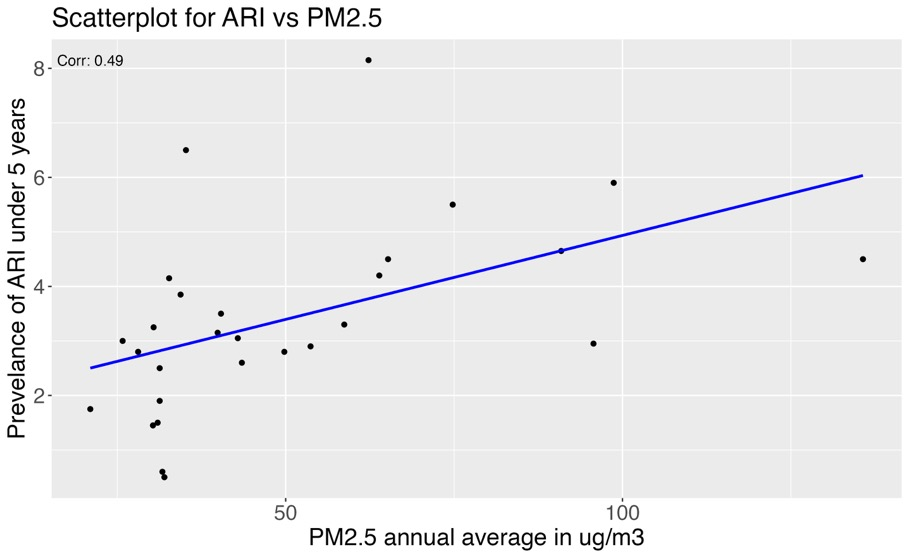 Scatterplot for ARI vs PM2.5
Corr: 0.49
8
6
4
2
Prevelance of ARI under 5 years
50
100
PM2.5 annual average in ug/m3